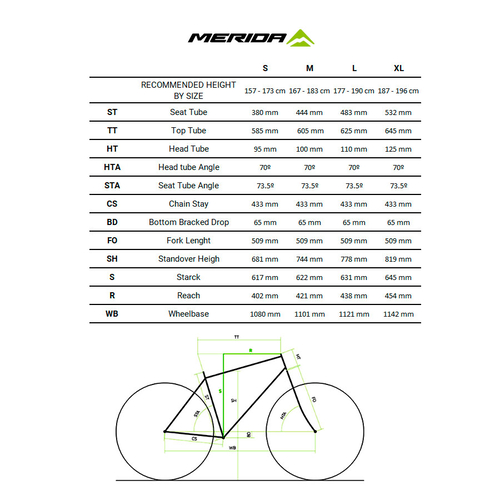 MERIDA
S M L XL
RECOMMENDED HEIGHT BY SIZE 157 - 173 cm 167 - 183 cm 177 - 190 cm 187 - 196 cm
ST Seat Tube 380 mm 444 mm 483 mm 532 mm
TT Top Tube 585 mm 605 mm 625 mm 645 mm
HT Head Tube 95 mm 100 mm 110 mm 125 mm
HTA Head tube Angle 70º 70º 70º 70º
STA Seat Tube Angle 73.5º 73.5º 73.5º 73.5º
CS Chain Stay 433 mm 433 mm 433 mm 433 mm
BD Bottom Bracked Drop 65 mm 65 mm 65 mm 65 mm
FO Fork Lenght 509 mm 509 mm 509 mm 509 mm
SH Standover Heigh 681 mm 744 mm 778 mm 819 mm
S Starck 617 mm 622 mm 631 mm 645 mm
R Reach 402 mm 421 mm 438 mm 454 mm
WB Wheelbase 1080 mm 1101 mm 1121 mm 1142 mm
TT
R
HT
S
ST
SH
FO
STA
HTA
CS
BD
WB